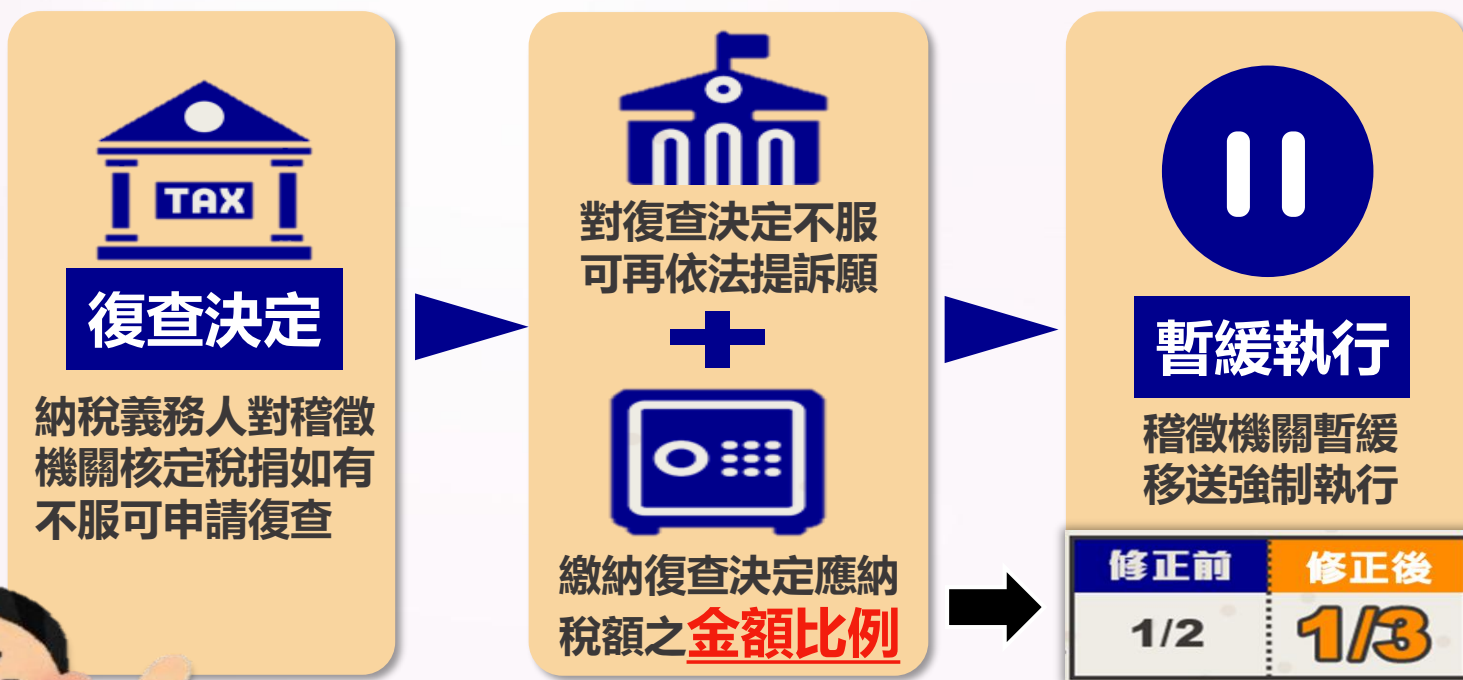 TAX
復查決定
納稅義務人對稽徵
機關核定稅捐如有
不服可申請復查
對復查決定不服
可再依法提訴願
繳納復查決定應納
稅額之金額比例
暫緩執行
稽徵機關暫緩
移送強制執行
修正前 修正後
1/2 1/3